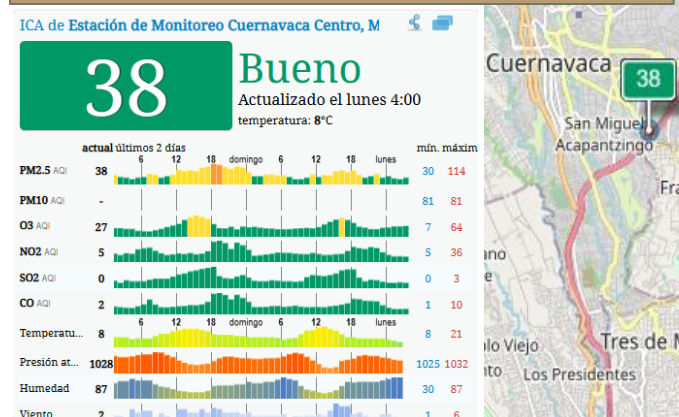 ICA de Estación de Monitoreo Cuernavaca Centro, M
38
Bueno
Actualizado el lunes 4:00
temperatura: 8°C
actual últimos 2 días mín. máxim
6 12 18 domingo 6 12 18 lunes
PM2.5 AQI 38 30 114
PM10 AQI - 81 81
O3 AQI 27 7 64
NO2 AQI 5 5 36
SO2 AQI 0 0 3
CO AQI 2 1 10
6 12 18 domingo 6 12 18 lunes
Temperatu... 8 8 21
Presión at... 1028 1025 1032
Humedad 87 30 87
Viento 2 1 6
Cuernavaca
38
San Miguel
Acapantzingo
Fra
ano
e
lo Viejo
Tres de M
to
Los Presidentes